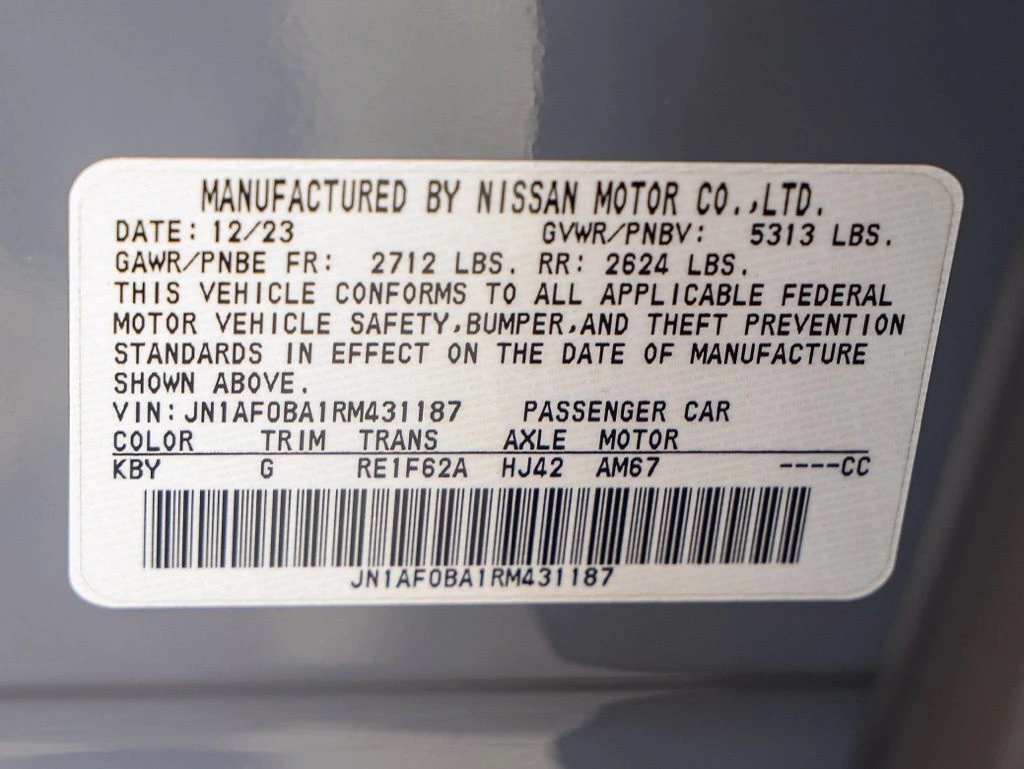 MANUFACTURED BY NISSAN MOTOR CO.,LTD.
DATE: 12/23 GVWR/PNBV: 5313 LBS.
GAWR/PNBE FR: 2712 LBS. RR: 2624 LBS.
THIS VEHICLE CONFORMS TO ALL APPLICABLE FEDERAL
MOTOR VEHICLE SAFETY,BUMPER,AND THEFT PREVENTION
STANDARDS IN EFFECT ON THE DATE OF MANUFACTURE
SHOWN ABOVE.
VIN: JN1AF0BA1RM431187 PASSENGER CAR
COLOR TRIM TRANS AXLE MOTOR
KBY G RE1F62A HJ42 AM67 ----CC
JN1AF0BA1RM431187